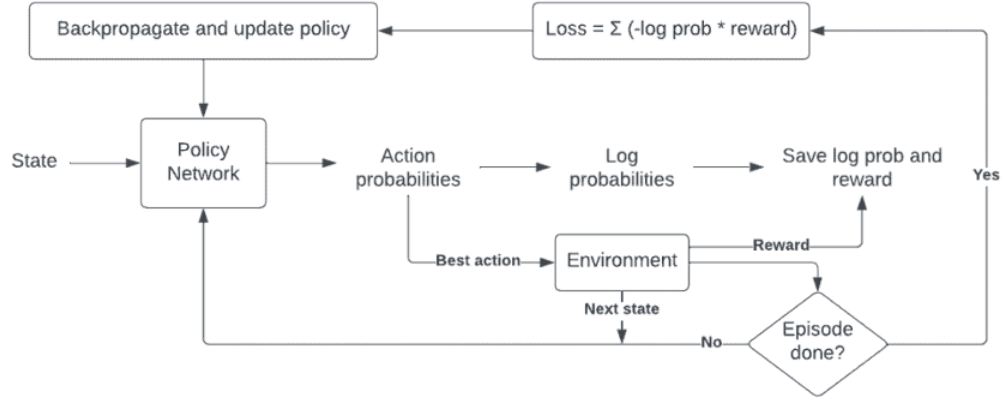 Backpropagate and update policy
Loss = Σ (-log prob * reward)
State
Policy
Network
Action
probabilities
Log
probabilities
Save log prob and
reward
Yes
Best action
Environment
Reward
Next state
Episode
done?
No